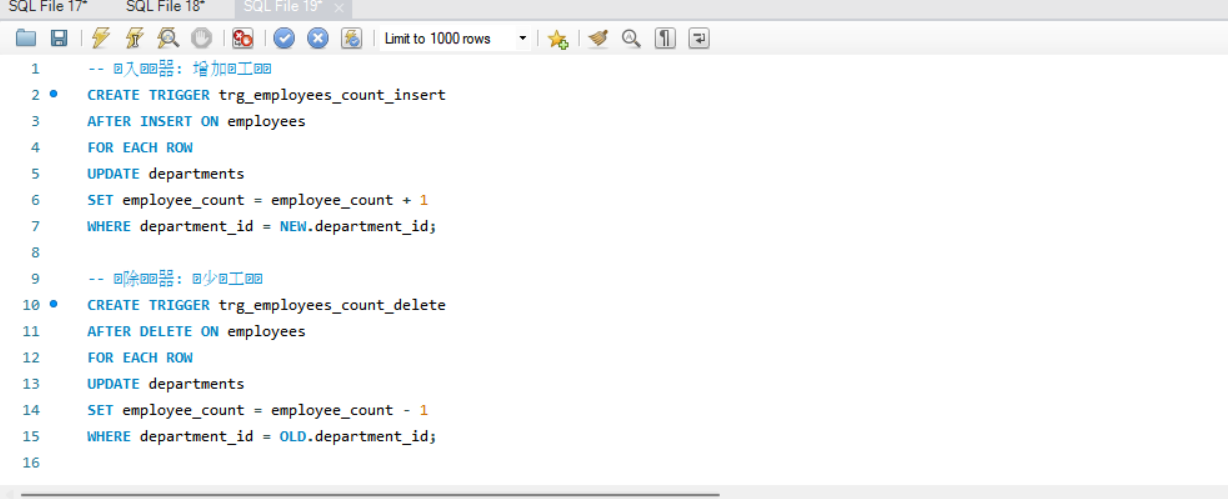 SQL File 17*
SQL File 18*
SQL File 19*
Limit to 1000 rows
1 -- 入器: 增加工
2 CREATE TRIGGER trg_employees_count_insert
3 AFTER INSERT ON employees
4 FOR EACH ROW
5 UPDATE departments
6 SET employee_count = employee_count + 1
7 WHERE department_id = NEW.department_id;
8
9 -- 除器: 少工
10 CREATE TRIGGER trg_employees_count_delete
11 AFTER DELETE ON employees
12 FOR EACH ROW
13 UPDATE departments
14 SET employee_count = employee_count - 1
15 WHERE department_id = OLD.department_id;
16